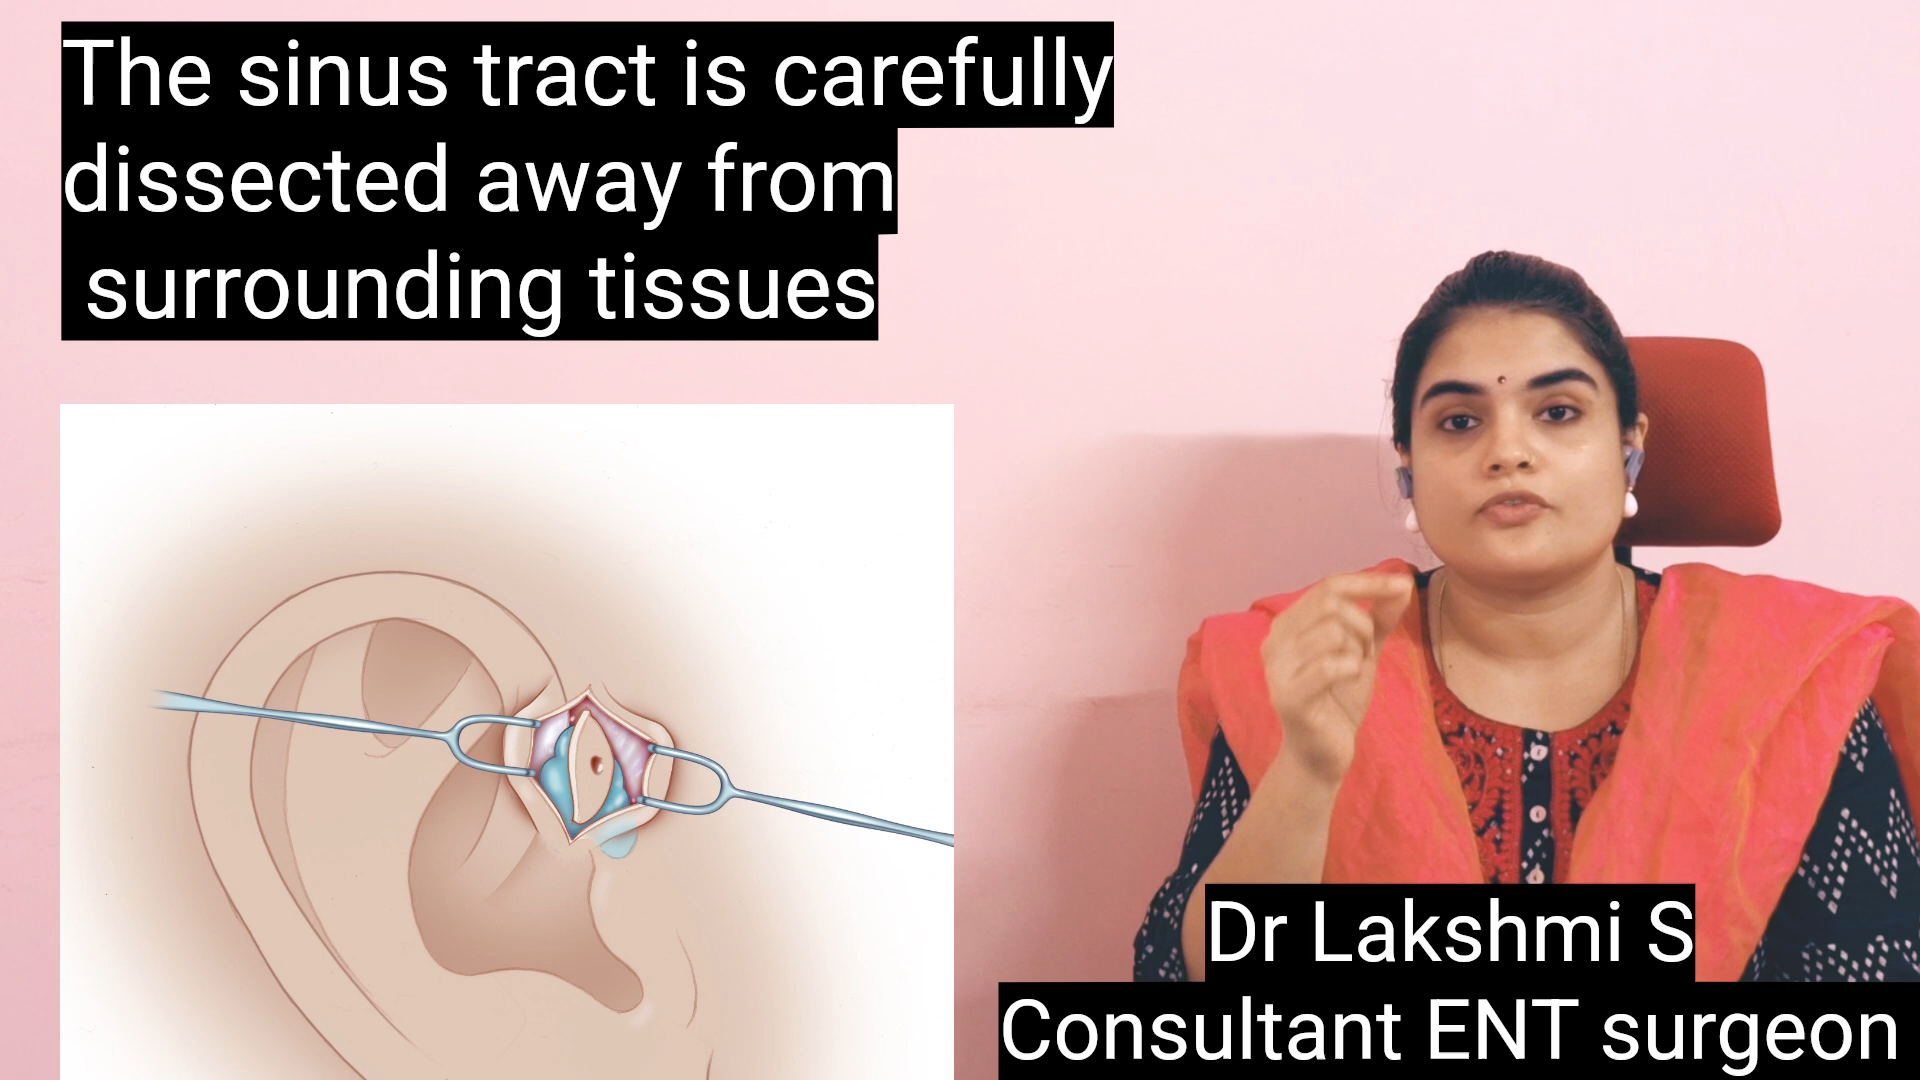 The sinus tract is carefully
dissected away from
surrounding tissues
Dr Lakshmi S
Consultant ENT surgeon